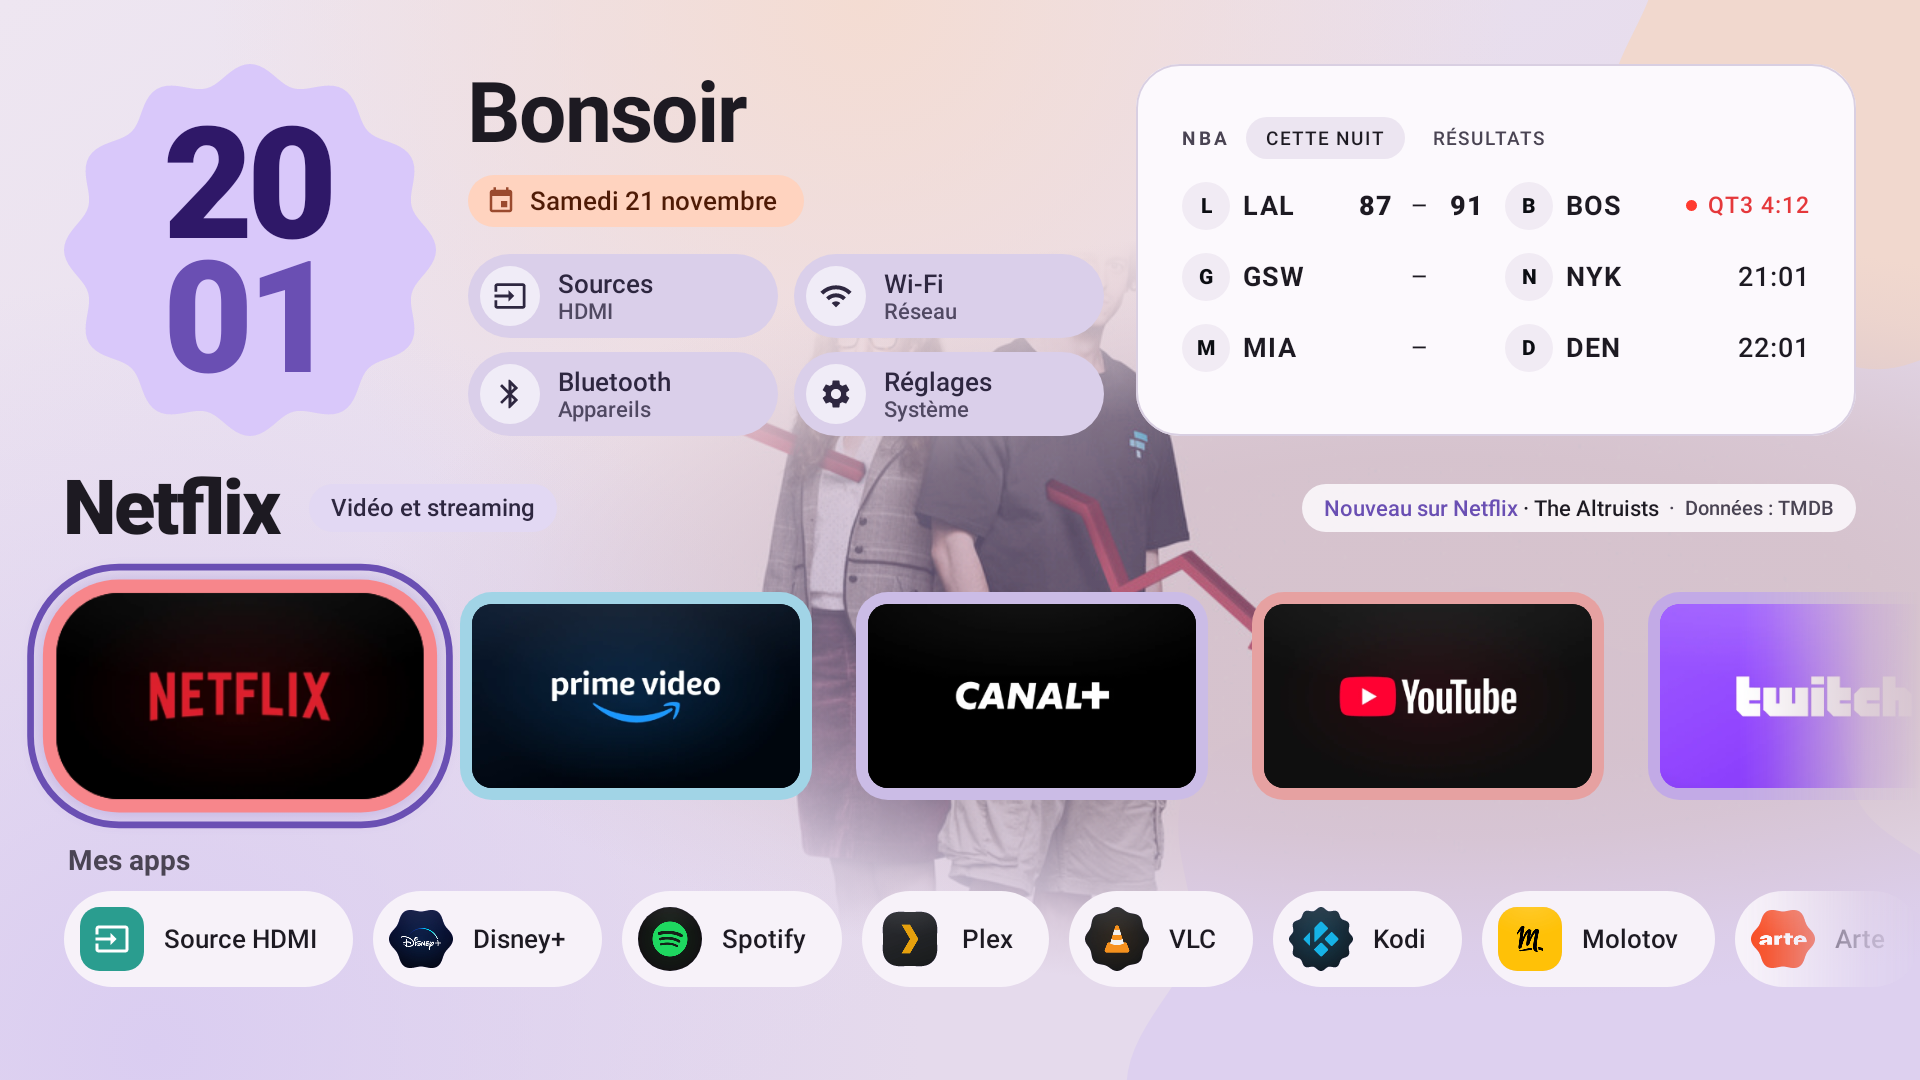 20
01
Bonsoir
Samedi 21 novembre
Sources
HDMI
Wi-Fi
Réseau
Bluetooth
Appareils
Réglages
Système
NBA CETTE NUIT RÉSULTATS
L LAL 87 – 91 B BOS QT3 4:12
G GSW – N NYK 21:01
M MIA – D DEN 22:01
Netflix
Vidéo et streaming
Nouveau sur Netflix · The Altruists · Données : TMDB
NETFLIX
prime video
CANAL+
YouTube
twitch
Mes apps
Source HDMI
Disney+
Disney+
Spotify
Plex
VLC
Kodi
M
Molotov
arte
Arte